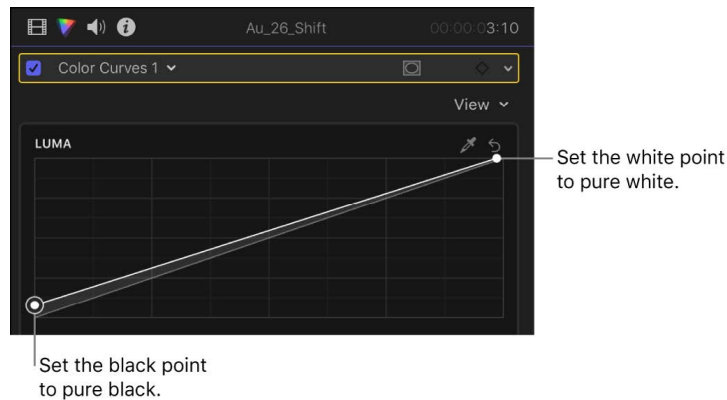 Au_26_Shift 00:00:03:10
Color Curves 1
View
LUMA
Set the white point
to pure white.
Set the black point
to pure black.